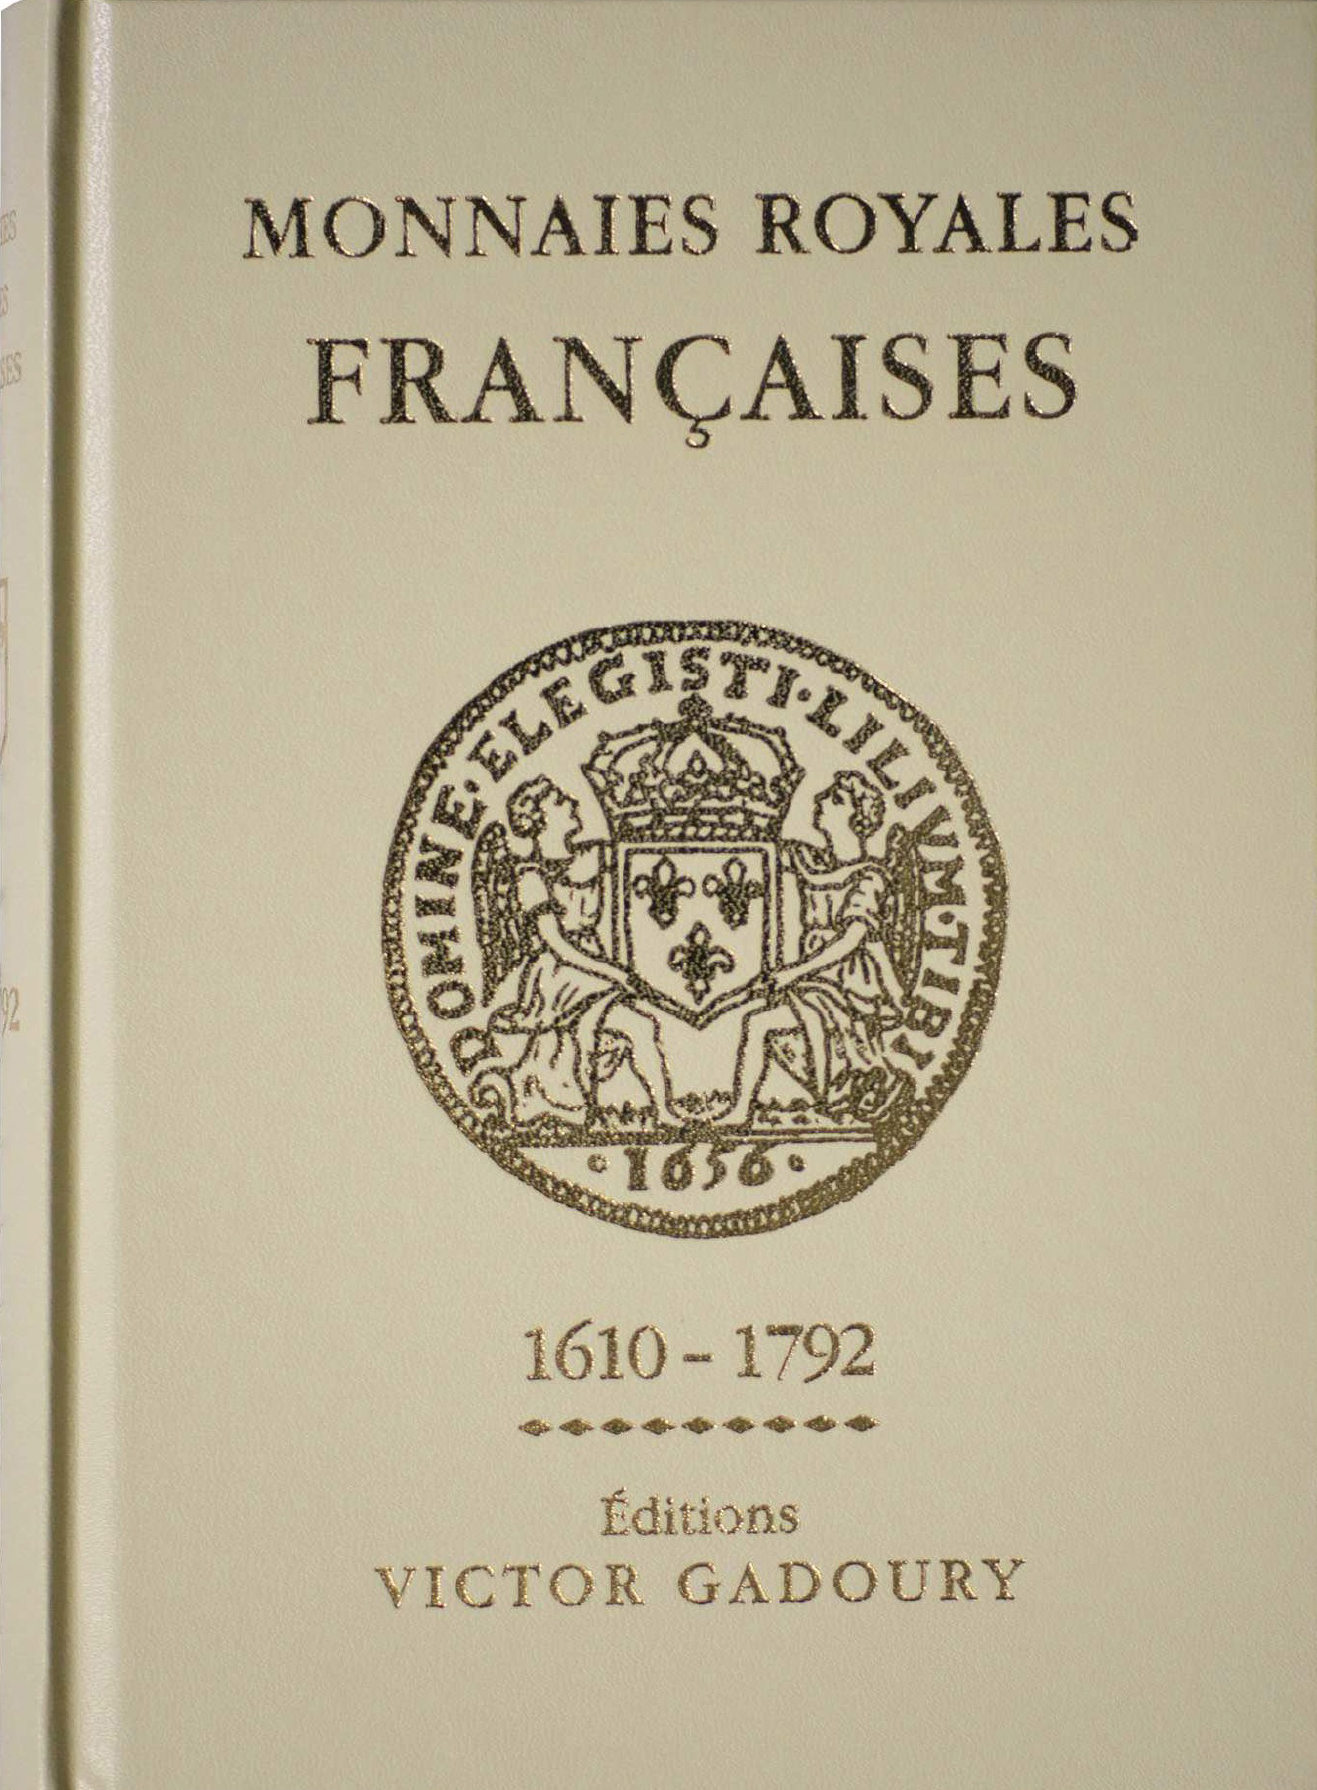 MONNAIES ROYALES
FRANÇAISES
DOMINE·ELEGISTI·LILIVM·TIBI
·1656·
1610 – 1792
Éditions
VICTOR GADOURY